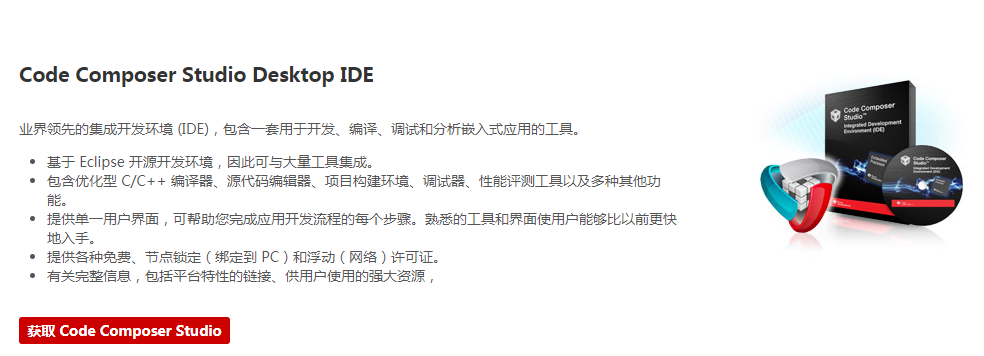 Code Composer Studio Desktop IDE
业界领先的集成开发环境 (IDE)，包含一套用于开发、编译、调试和分析嵌入式应用的工具。
基于 Eclipse 开源开发环境，因此可与大量工具集成。
包含优化型 C/C++ 编译器、源代码编辑器、项目构建环境、调试器、性能评测工具以及多种其他功
能。
提供单一用户界面，可帮助您完成应用开发流程的每个步骤。熟悉的工具和界面使用户能够比以前更快
地入手。
提供各种免费、节点锁定（绑定到 PC）和浮动（网络）许可证。
有关完整信息，包括平台特性的链接、供用户使用的强大资源，
获取 Code Composer Studio
Code Composer
Studio™
Integrated Development
Environment (IDE)
Code Composer
Studio
Integrated Development
Environment (IDE)